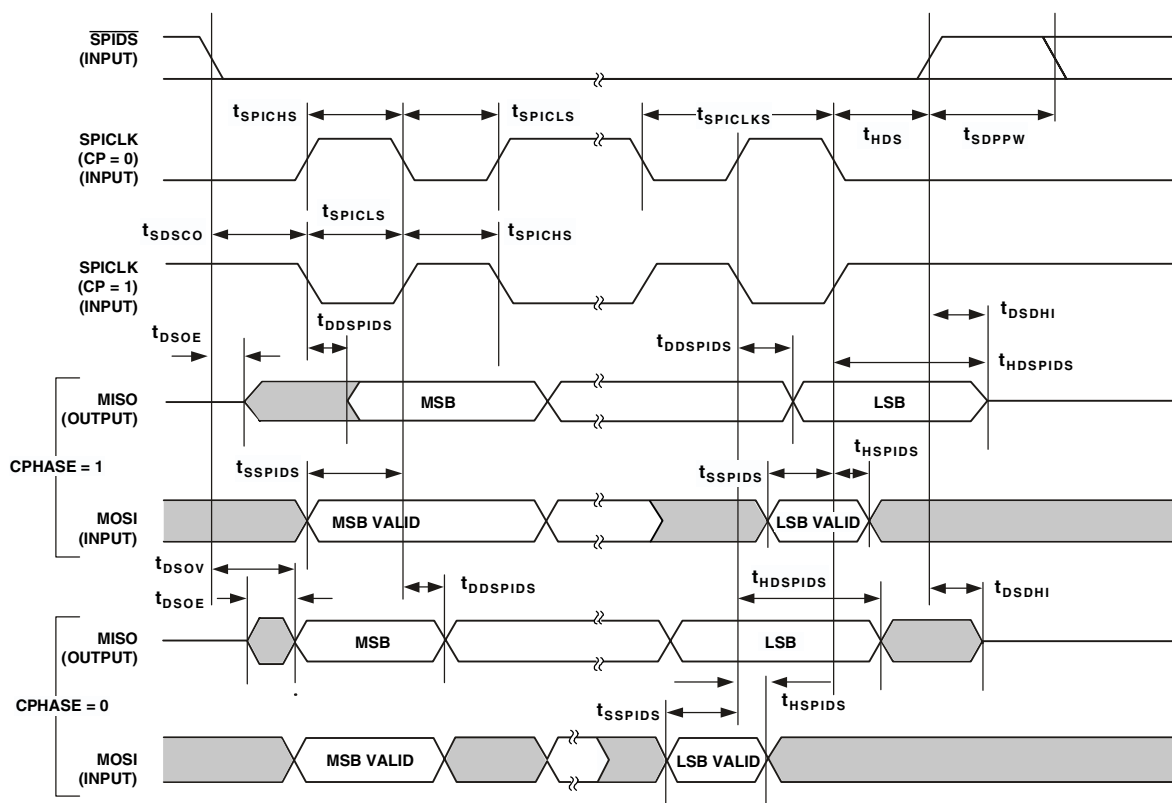 SPIDS
(INPUT)
tSPICHS
tSPICLS
tSPICLKS
tHDS
tSDPPW
SPICLK
(CP = 0)
(INPUT)
tSDSCO
tSPICLS
tSPICHS
SPICLK
(CP = 1)
(INPUT)
tDSOE
tDDSPIDS
tDDSPIDS
tDSDHI
tHDSPIDS
MISO
(OUTPUT)
MSB
LSB
CPHASE = 1
tSSPIDS
tSSPIDS
tHSPIDS
MOSI
(INPUT)
MSB VALID
LSB VALID
tDSOV
tDSOE
tDDSPIDS
tHDSPIDS
tDSDHI
MISO
(OUTPUT)
MSB
LSB
CPHASE = 0
tSSPIDS
tHSPIDS
MOSI
(INPUT)
MSB VALID
LSB VALID